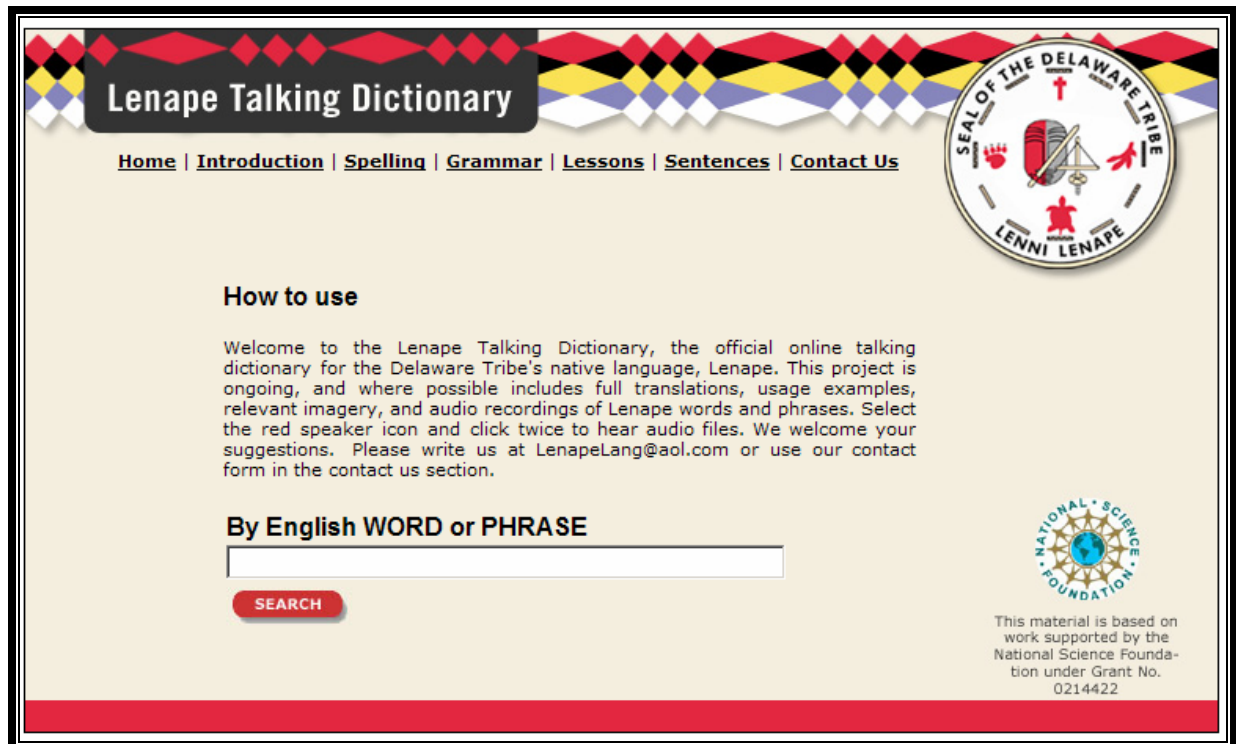 Lenape Talking Dictionary
SEAL OF THE DELAWARE TRIBE
LENNI LENAPE
Home | Introduction | Spelling | Grammar | Lessons | Sentences | Contact Us
How to use
Welcome to the Lenape Talking Dictionary, the official online talking
dictionary for the Delaware Tribe's native language, Lenape. This project is
ongoing, and where possible includes full translations, usage examples,
relevant imagery, and audio recordings of Lenape words and phrases. Select
the red speaker icon and click twice to hear audio files. We welcome your
suggestions. Please write us at LenapeLang@aol.com or use our contact
form in the contact us section.
By English WORD or PHRASE
SEARCH
NATIONAL • SCIENCE • FOUNDATION •
This material is based on
work supported by the
National Science Founda-
tion under Grant No.
0214422